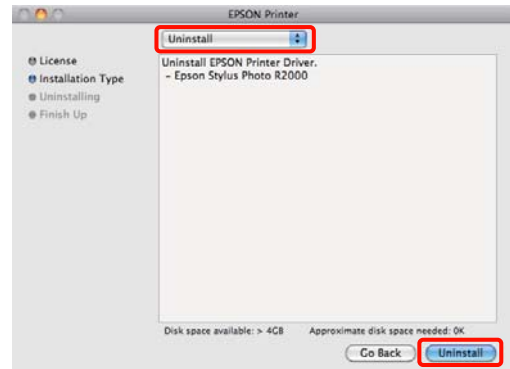 EPSON Printer
Uninstall
License
Installation Type
Uninstalling
Finish Up
Uninstall EPSON Printer Driver.
- Epson Stylus Photo R2000
Disk space available: > 4GB Approximate disk space needed: 0K
Go Back Uninstall